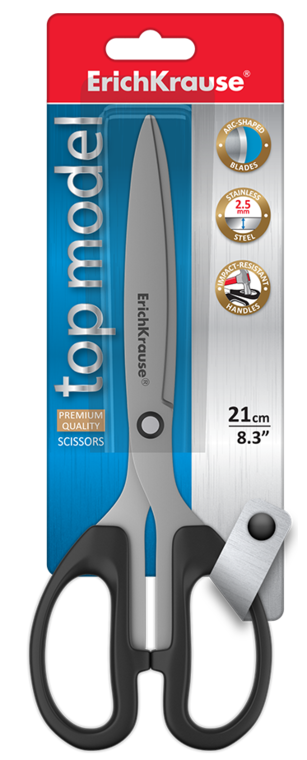 ErichKrause®
top model
PREMIUM
QUALITY
SCISSORS
ErichKrause®
ARC-SHAPED
BLADES
STAINLESS
2.5
mm
STEEL
IMPACT-RESISTANT
HANDLES
21cm
8.3”